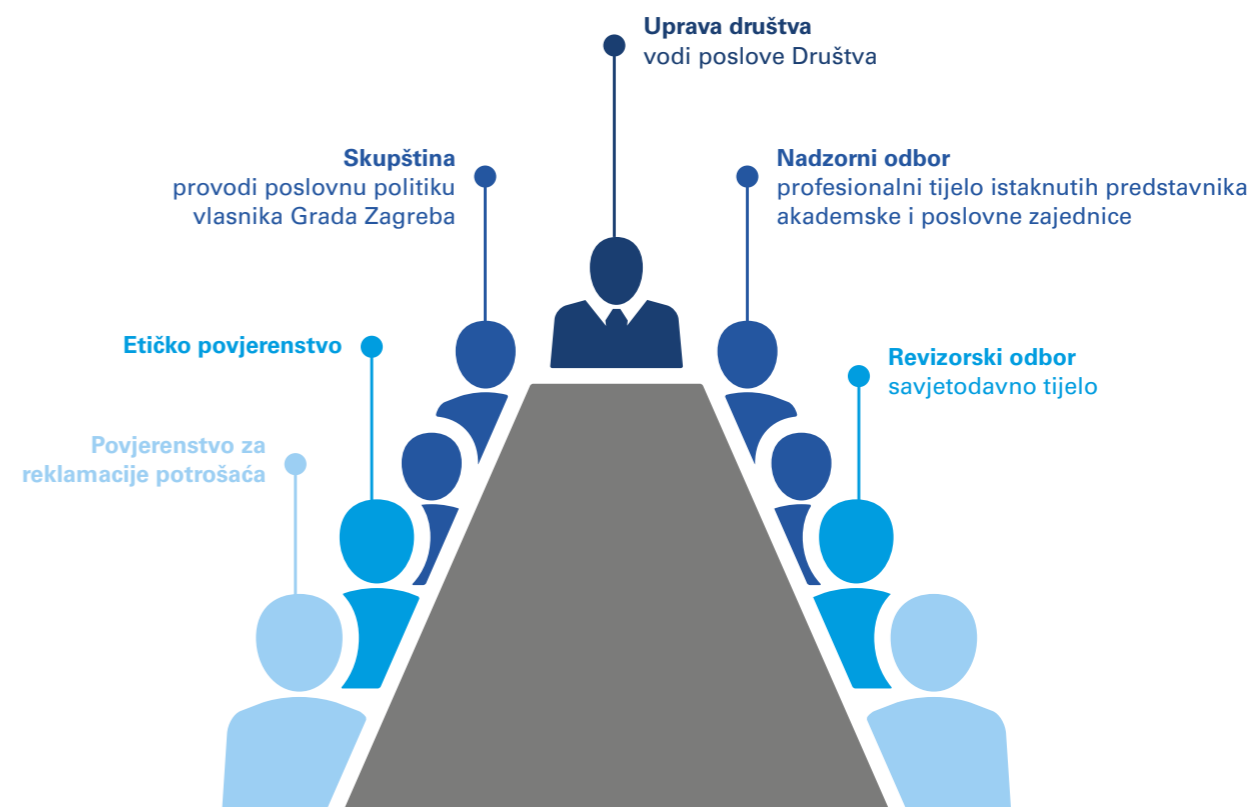 Uprava društva
vodi poslove Društva
Skupština
provodi poslovnu politiku
vlasnika Grada Zagreba
Nadzorni odbor
profesionalni tijelo istaknutih predstavnika
akademske i poslovne zajednice
Etičko povjerenstvo
Revizorski odbor
savjetodavno tijelo
Povjerenstvo za
reklamacije potrošaća